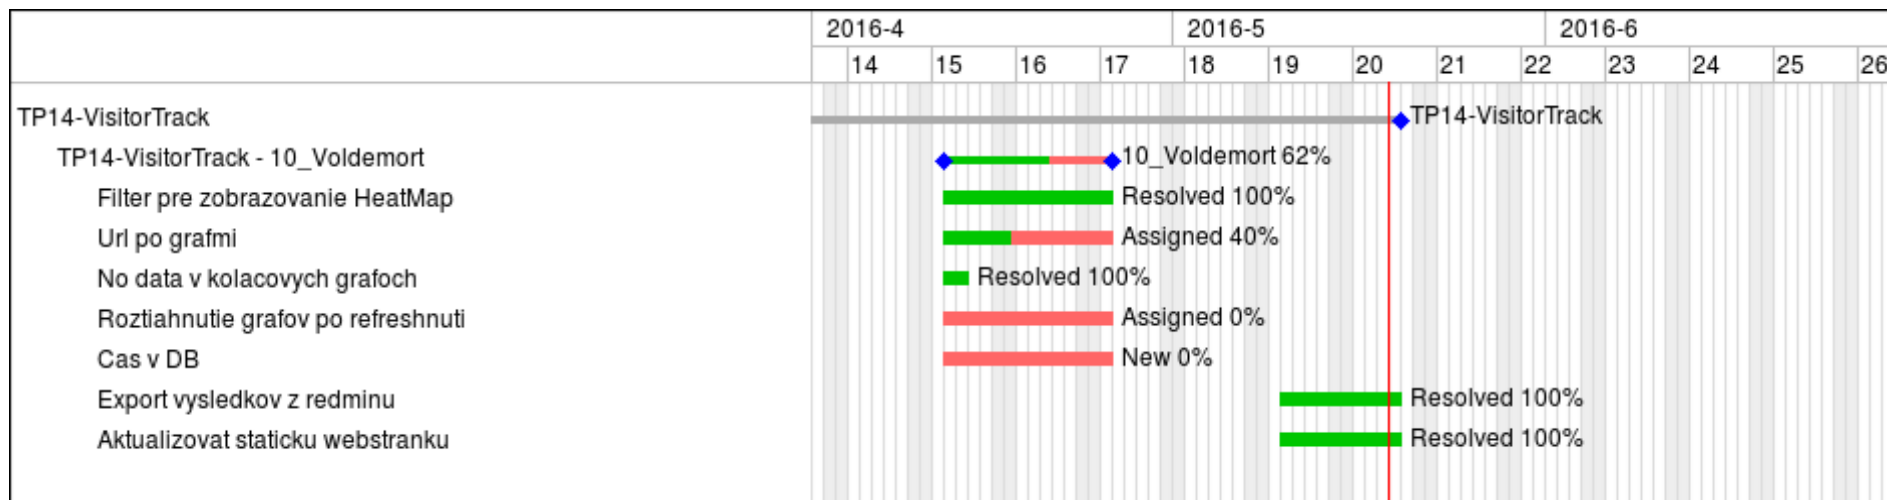 2016-4 2016-5 2016-6
14 15 16 17 18 19 20 21 22 23 24 25 26
TP14-VisitorTrack TP14-VisitorTrack
TP14-VisitorTrack - 10_Voldemort 10_Voldemort 62%
Filter pre zobrazovanie HeatMap Resolved 100%
Url po grafmi Assigned 40%
No data v kolacovych grafoch Resolved 100%
Roztiahnutie grafov po refreshnuti Assigned 0%
Cas v DB New 0%
Export vysledkov z redminu Resolved 100%
Aktualizovat staticku webstranku Resolved 100%